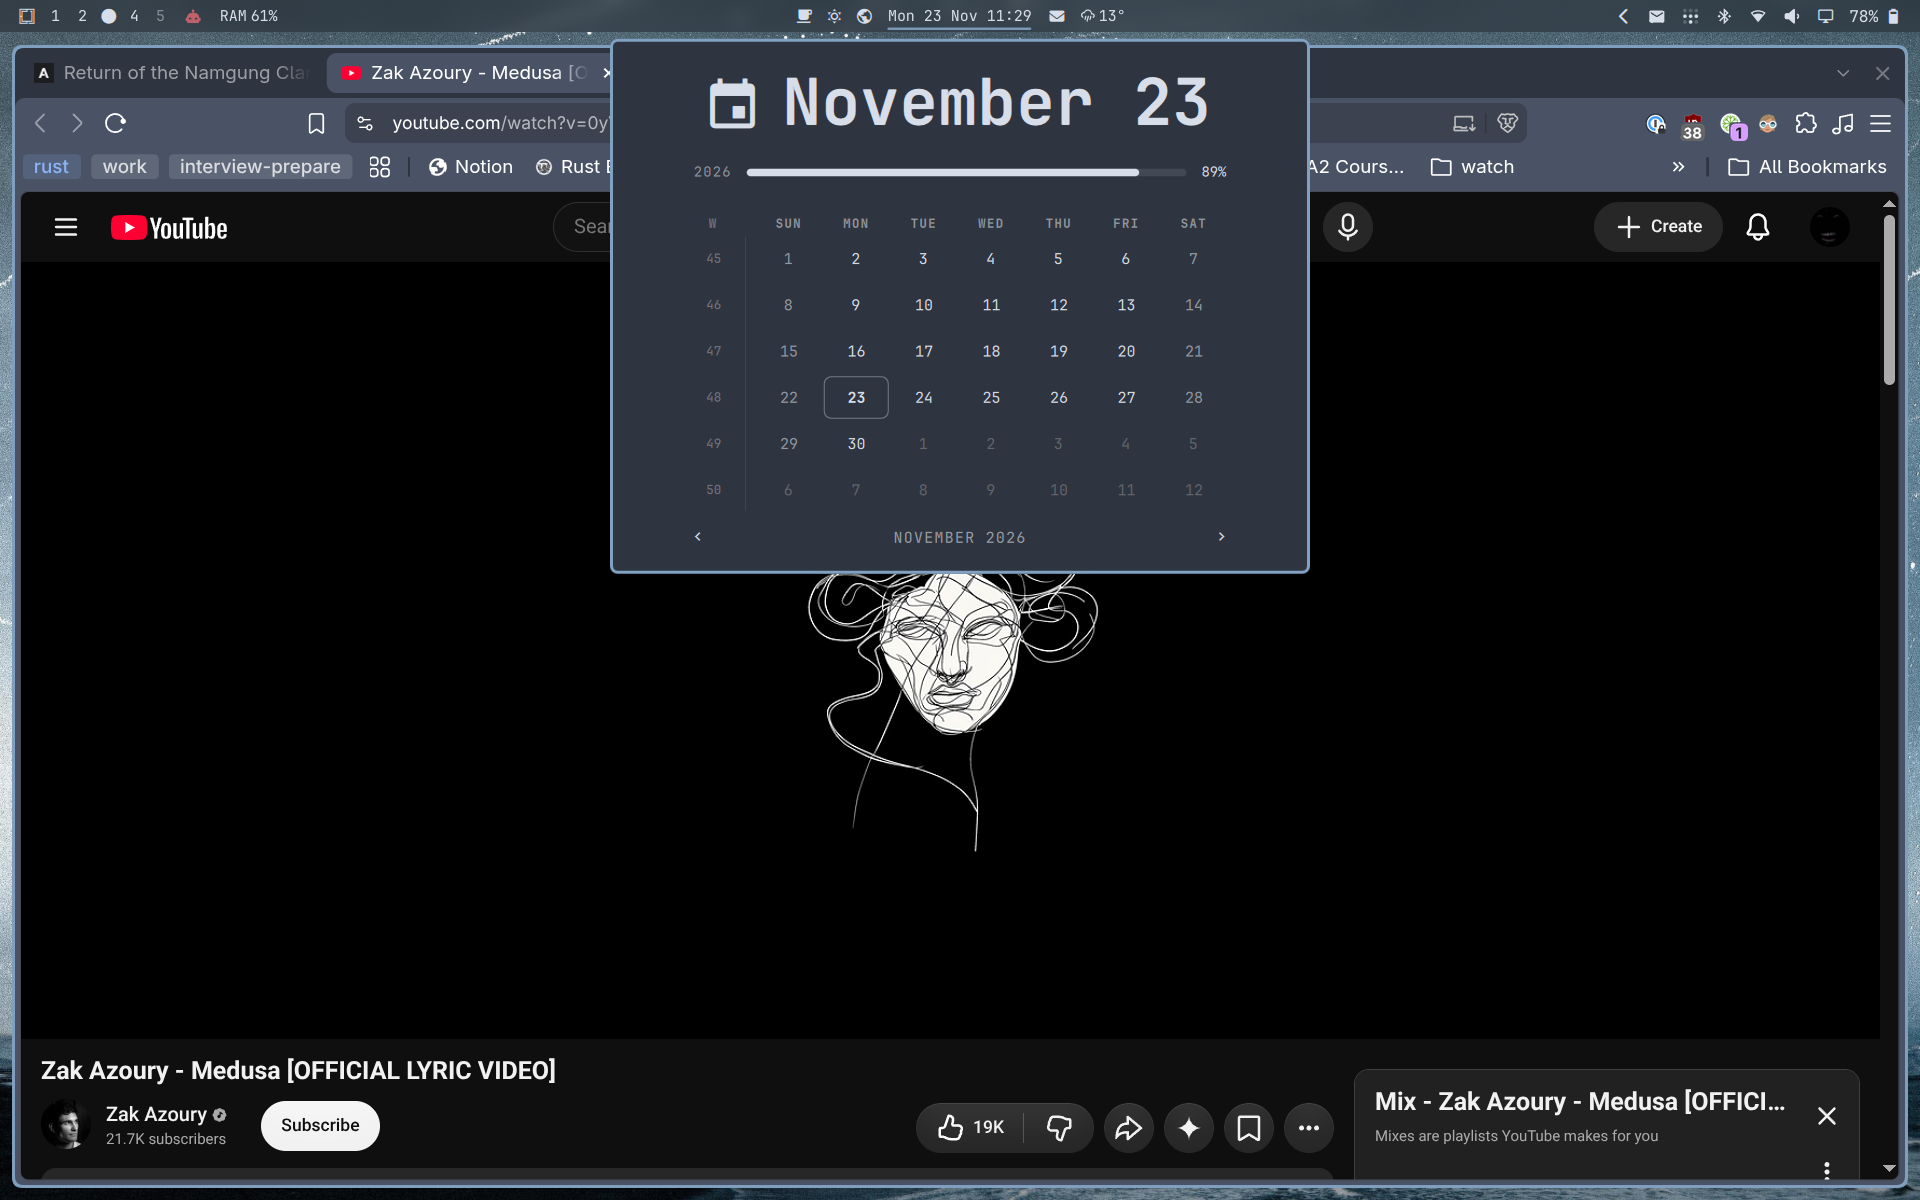 1 2 4 5 RAM 61% Mon 23 Nov 11:29 13° 78%
A Return of the Namgung Cla Zak Azoury - Medusa [O
youtube.com/watch?v=0y 38 1
rust work interview-prepare Notion Rust A2 Cours... watch All Bookmarks
YouTube Create
November 23
2026 89%
W SUN MON TUE WED THU FRI SAT
45 1 2 3 4 5 6 7
46 8 9 10 11 12 13 14
47 15 16 17 18 19 20 21
48 22 23 24 25 26 27 28
49 29 30 1 2 3 4 5
50 6 7 8 9 10 11 12
NOVEMBER 2026
Zak Azoury - Medusa [OFFICIAL LYRIC VIDEO]
Zak Azoury
21.7K subscribers
Subscribe
19K
Mix - Zak Azoury - Medusa [OFFICI...
Mixes are playlists YouTube makes for you